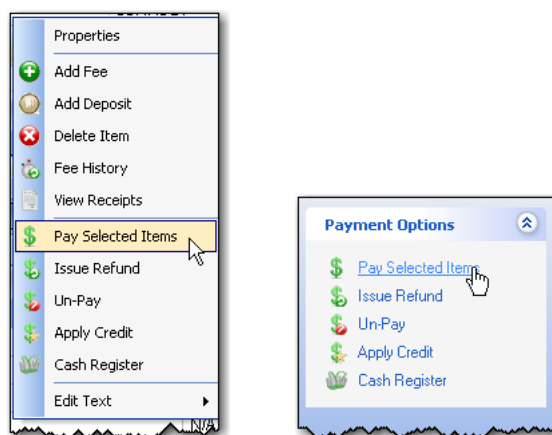 Properties
Add Fee
Add Deposit
Delete Item
Fee History
View Receipts
Pay Selected Items
Issue Refund
Un-Pay
Apply Credit
Cash Register
Edit Text
N/A
Payment Options
Pay Selected Items
Issue Refund
Un-Pay
Apply Credit
Cash Register